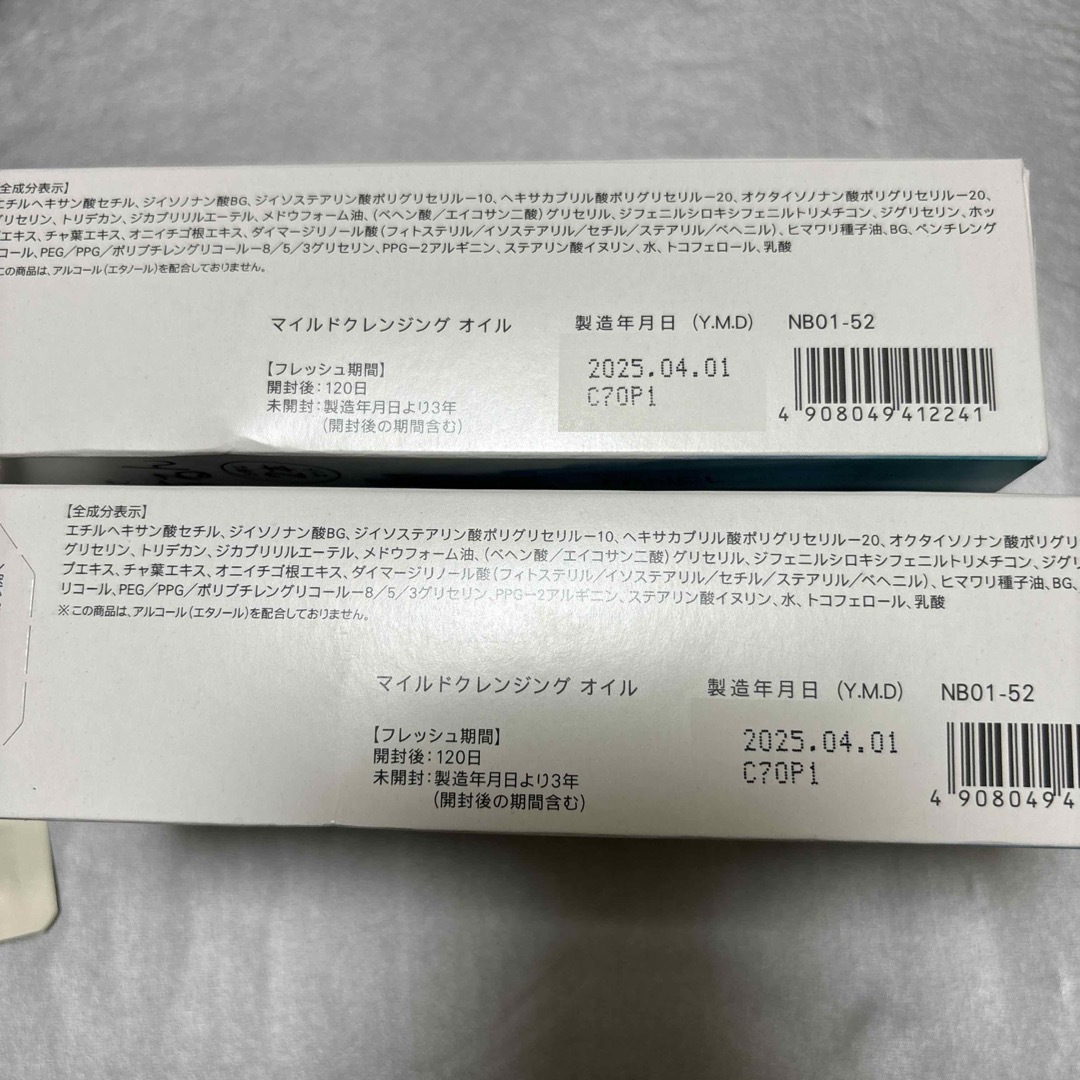 全成分表示】
エチルヘキサン酸セチル、ジイソノナン酸BG、ジイソステアリン酸ポリグリセリル－10、ヘキサカプリル酸ポリグリセリル－20、オクタイソノナン酸ポリグリセリル－20、
グリセリン、トリデカン、ジカプリリルエーテル、メドウフォーム油、（ベヘン酸／エイコサン二酸）グリセリル、ジフェニルシロキシフェニルトリメチコン、ジグリセリン、ホッ
プエキス、チャ葉エキス、オニイチゴ根エキス、ダイマージリノール酸（フィトステリル／イソステアリル／セチル／ステアリル／ベヘニル）、ヒマワリ種子油、BG、ペンチレング
コール、PEG／PPG／ポリブチレングリコール－8／5／3グリセリン、PPG－2アルギニン、ステアリン酸イヌリン、水、トコフェロール、乳酸
この商品は、アルコール（エタノール）を配合しておりません。
マイルドクレンジング オイル 製造年月日 (Y.M.D) NB01-52
【フレッシュ期間】
開封後：120日
未開封：製造年月日より3年
（開封後の期間含む）
2025.04.01
C70P1
4 908049 412241
【全成分表示】
エチルヘキサン酸セチル、ジイソノナン酸BG、ジイソステアリン酸ポリグリセリル－10、ヘキサカプリル酸ポリグリセリル－20、オクタイソノナン酸ポリグリ
グリセリン、トリデカン、ジカプリリルエーテル、メドウフォーム油、（ベヘン酸／エイコサン二酸）グリセリル、ジフェニルシロキシフェニルトリメチコン、ジグリ
プエキス、チャ葉エキス、オニイチゴ根エキス、ダイマージリノール酸（フィトステリル／イソステアリル／セチル／ステアリル／ベヘニル）、ヒマワリ種子油、BG、
リコール、PEG／PPG／ポリブチレングリコール－8／5／3グリセリン、PPG－2アルギニン、ステアリン酸イヌリン、水、トコフェロール、乳酸
※この商品は、アルコール（エタノール）を配合しておりません。
マイルドクレンジング オイル 製造年月日 (Y.M.D) NB01-52
【フレッシュ期間】
開封後：120日
未開封：製造年月日より3年
（開封後の期間含む）
2025.04.01
C70P1
4 908049 4